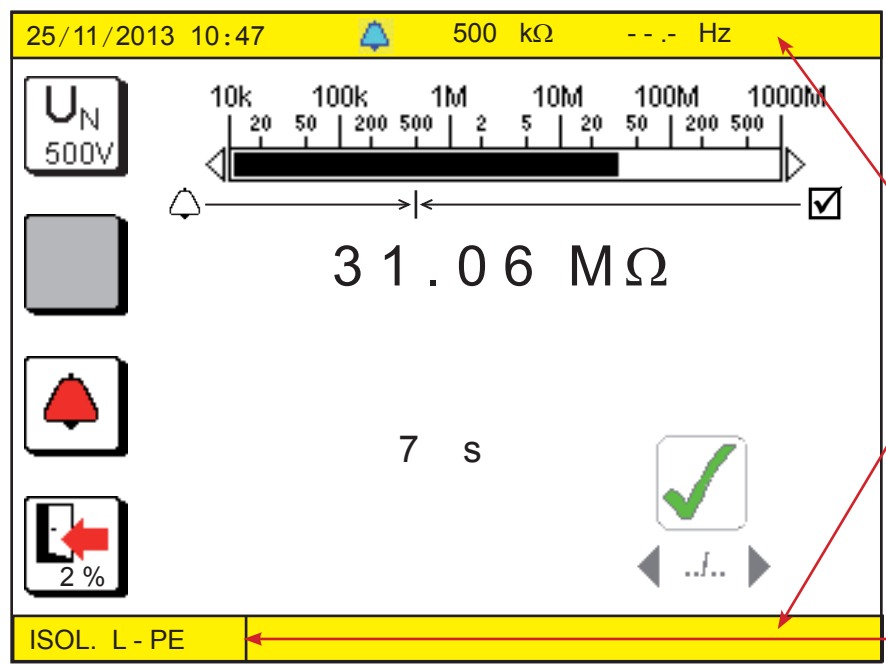 25/11/2013 10:47 500 kΩ - - .- Hz
UN
500V
10k 100k 1M 10M 100M 1000M
20 50 200 500 2 5 20 50 200 500
31.06 MΩ
7 s
2 %
../..
ISOL. L - PE